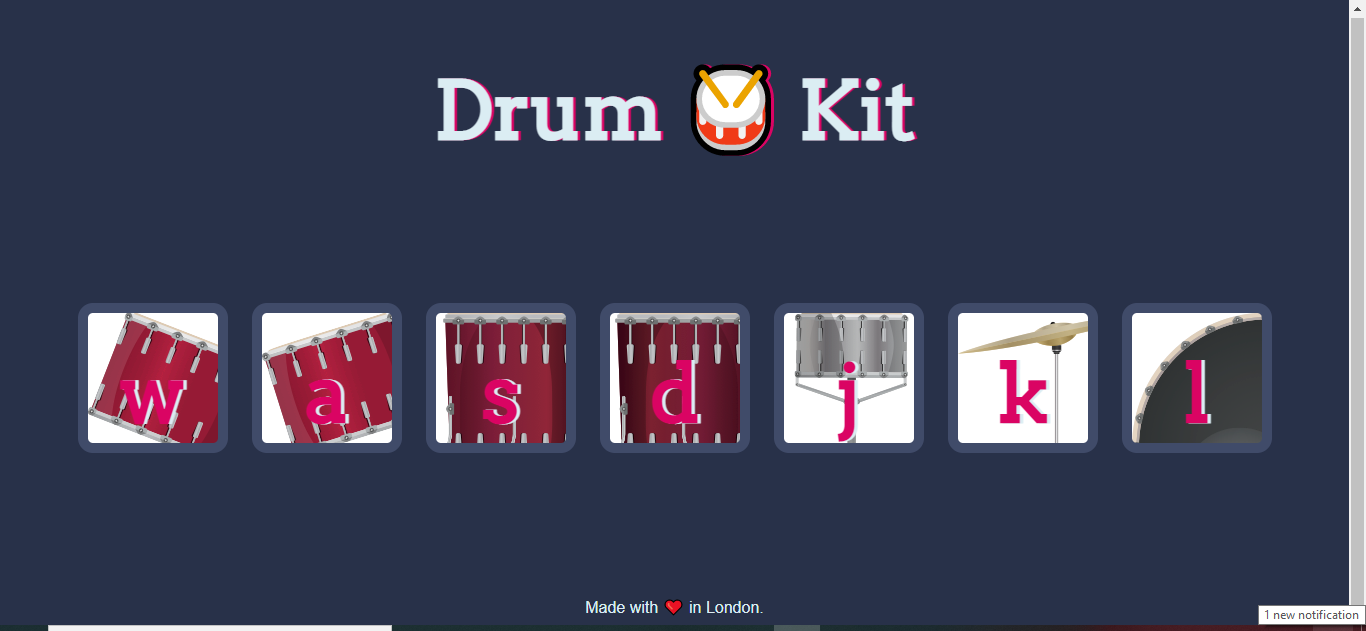 Drum 🥁 Kit
w a s d j k l
Made with ❤️ in London.
1 new notification